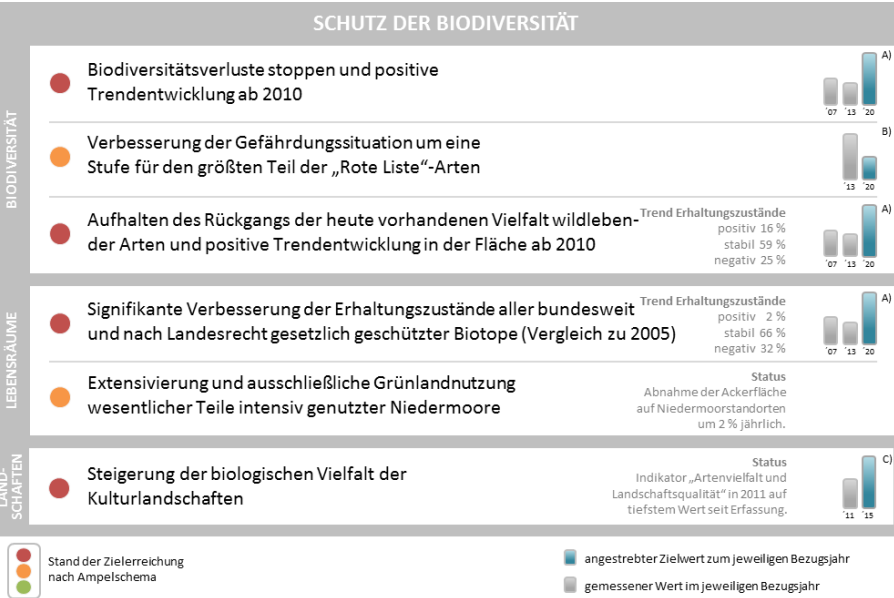 SCHUTZ DER BIODIVERSITÄT
BIODIVERSITÄT
Biodiversitätsverluste stoppen und positive
Trendentwicklung ab 2010
A)
´07 ´13 ´20
Verbesserung der Gefährdungssituation um eine
Stufe für den größten Teil der „Rote Liste“-Arten
B)
´13 ´20
Aufhalten des Rückgangs der heute vorhandenen Vielfalt wildleben-
der Arten und positive Trendentwicklung in der Fläche ab 2010
Trend Erhaltungszustände
positiv 16 %
stabil 59 %
negativ 25 %
A)
´07 ´13 ´20
LEBENSRÄUME
Signifikante Verbesserung der Erhaltungszustände aller bundesweit
und nach Landesrecht gesetzlich geschützter Biotope (Vergleich zu 2005)
Trend Erhaltungszustände
positiv 2 %
stabil 66 %
negativ 32 %
A)
´07 ´13 ´20
Extensivierung und ausschließliche Grünlandnutzung
wesentlicher Teile intensiv genutzter Niedermoore
Status
Abnahme der Ackerfläche
auf Niedermoorstandorten
um 2 % jährlich.
LAND-
SCHAFTEN
Steigerung der biologischen Vielfalt der
Kulturlandschaften
Status
Indikator „Artenvielfalt und
Landschaftsqualität“ in 2011 auf
tiefstem Wert seit Erfassung.
C)
´11 ´15
Stand der Zielerreichung
nach Ampelschema
angestrebter Zielwert zum jeweiligen Bezugsjahr
gemessener Wert im jeweiligen Bezugsjahr